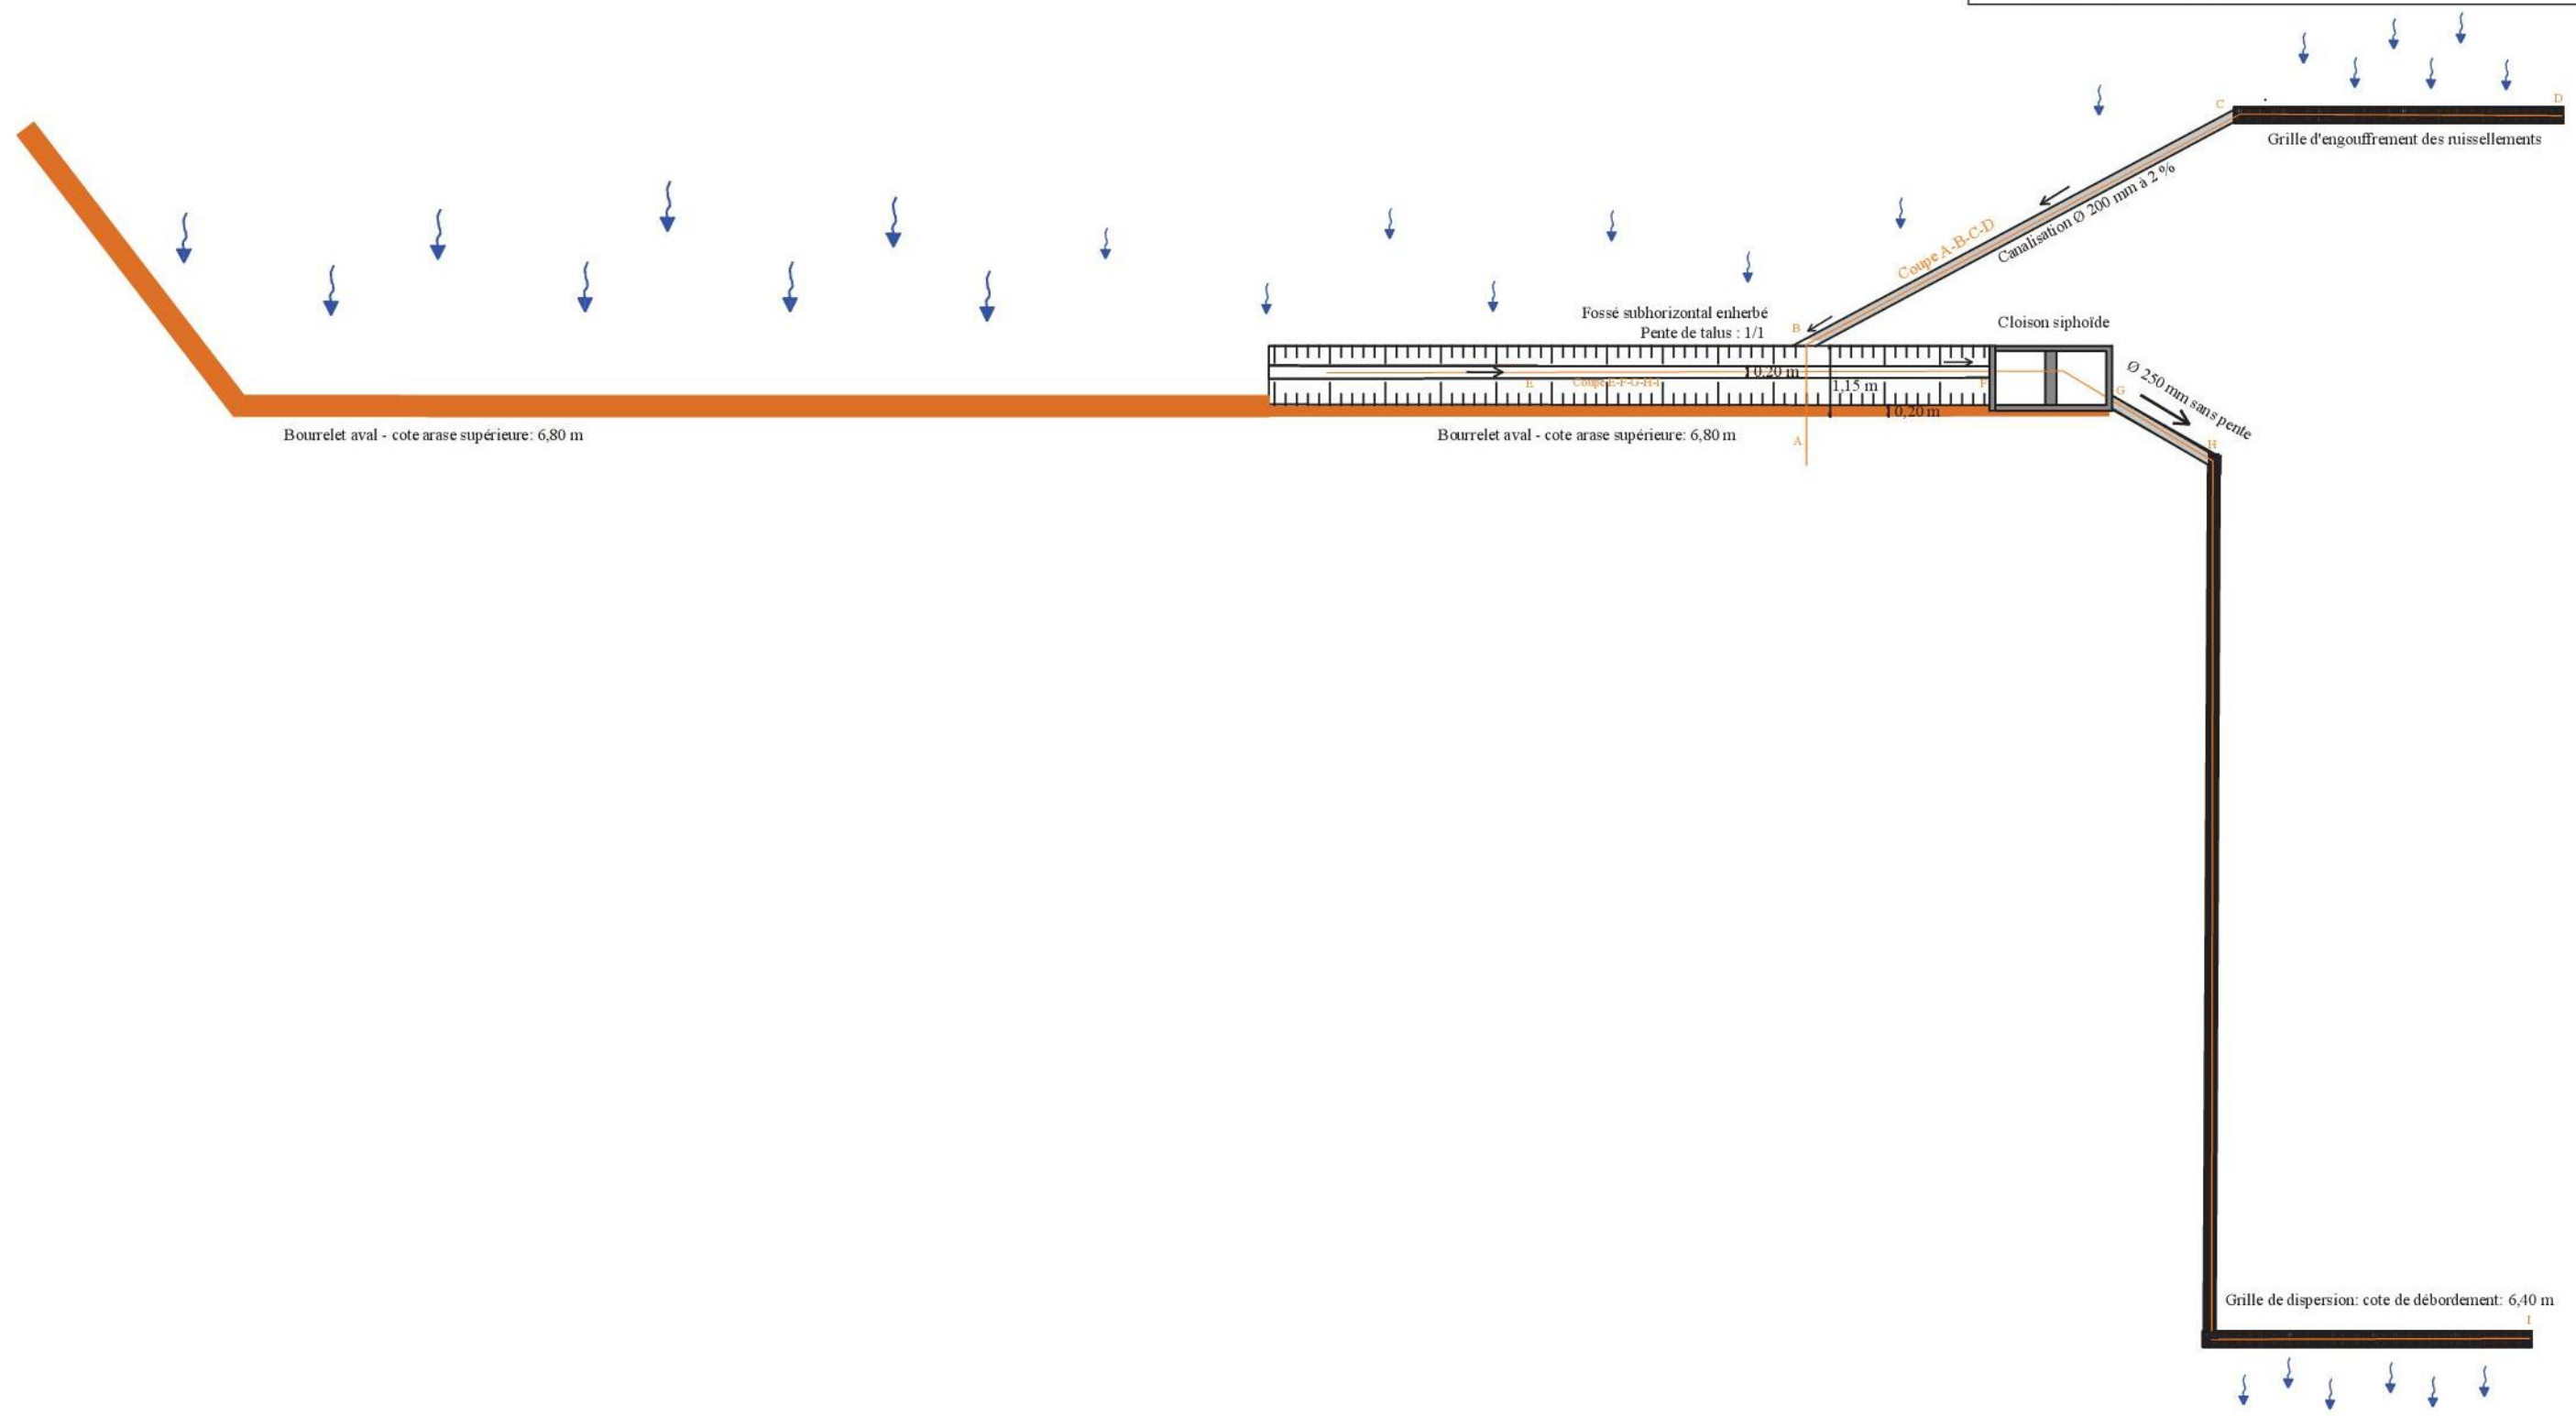 D
C
Grille d'engouffrement des ruissellements
Canalisation Ø 200 mm à 2 %
Coupe A-B-C-D
Fossé subhorizontal enherbé
Pente de talus : 1/1
B
Cloison siphoïde
0,20 m
1,15 m
E
Coupe E-F-G-H-I
F
G
Ø 250 mm sans pente
0,20 m
Bourrelet aval - cote arase supérieure: 6,80 m
Bourrelet aval - cote arase supérieure: 6,80 m
A
H
Grille de dispersion: cote de débordement: 6,40 m
I